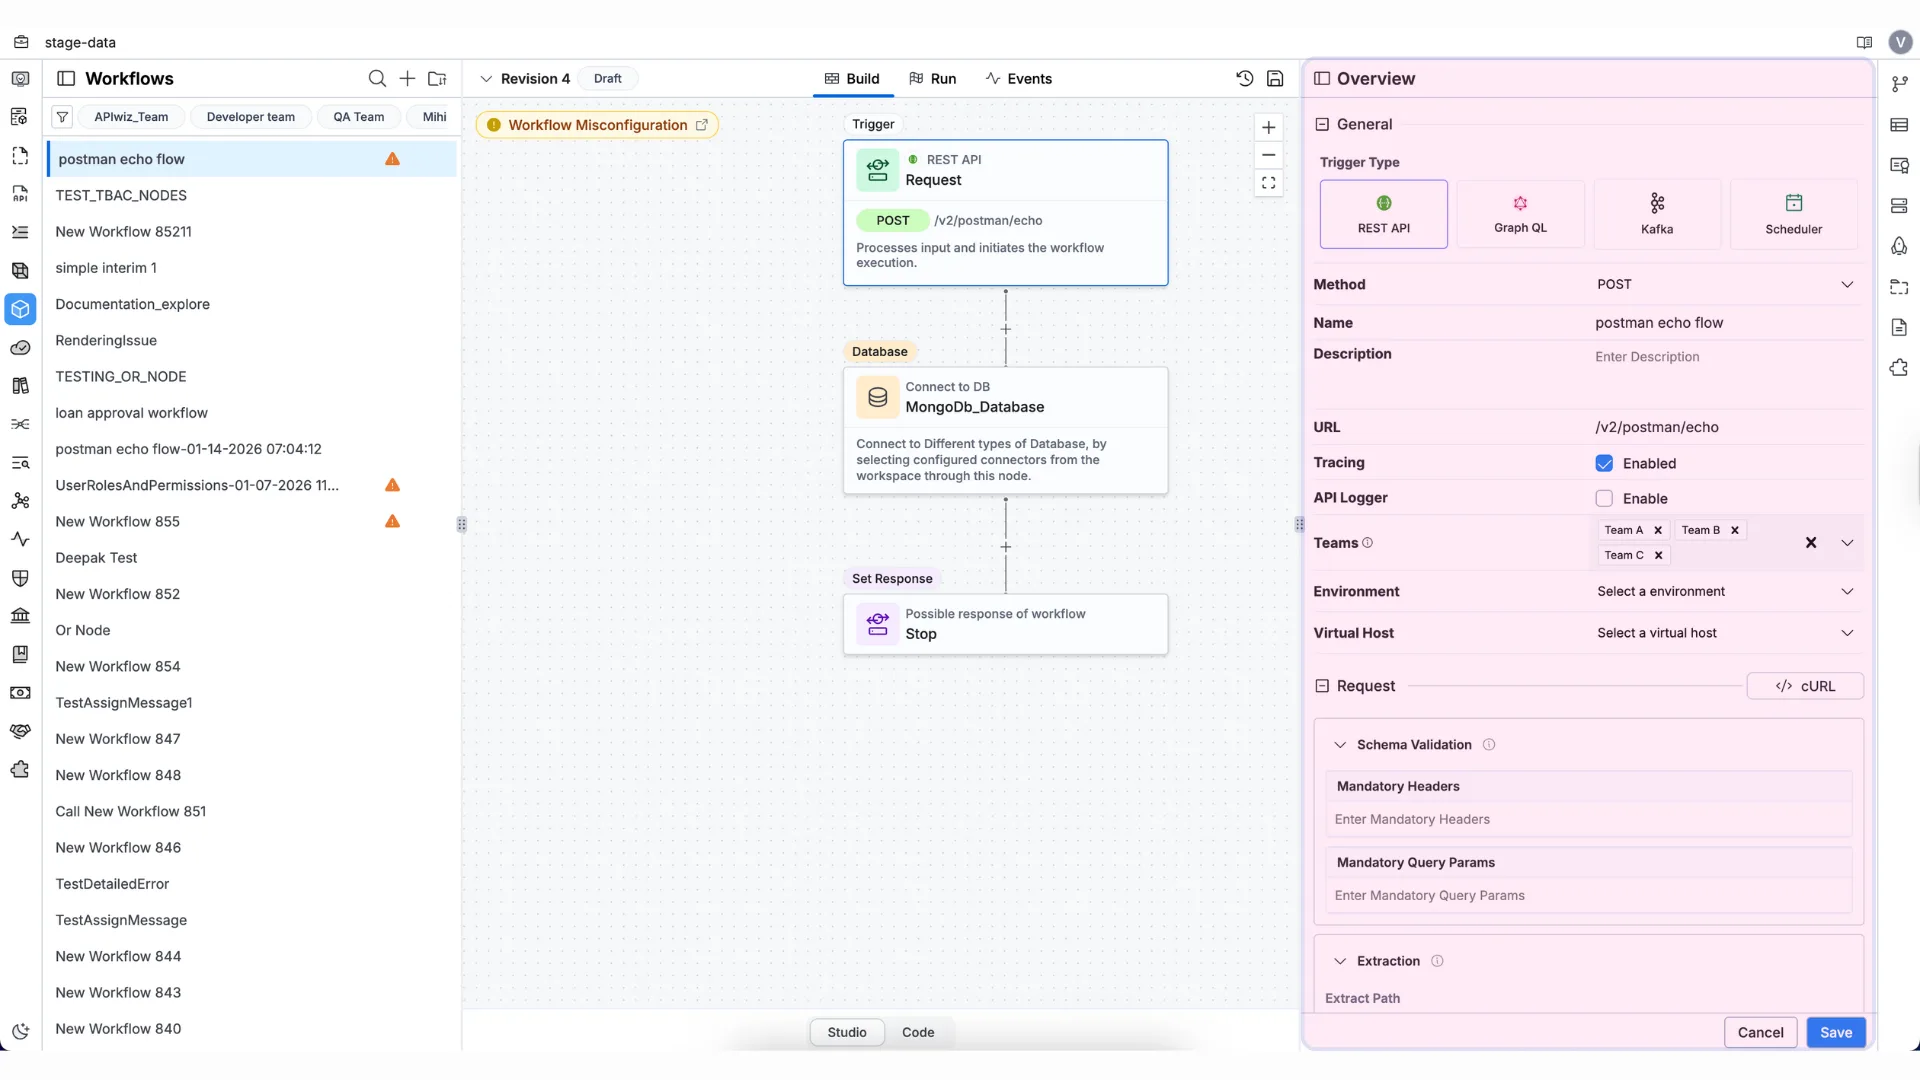 stage-data
V
Workflows
APIwiz_Team
Developer team
QA Team
Mihi
postman echo flow
TEST_TBAC_NODES
New Workflow 85211
simple interim 1
Documentation_explore
RenderingIssue
TESTING_OR_NODE
loan approval workflow
postman echo flow-01-14-2026 07:04:12
UserRolesAndPermissions-01-07-2026 11...
New Workflow 855
Deepak Test
New Workflow 852
Or Node
New Workflow 854
TestAssignMessage1
New Workflow 847
New Workflow 848
Call New Workflow 851
New Workflow 846
TestDetailedError
TestAssignMessage
New Workflow 844
New Workflow 843
New Workflow 840
Revision 4
Draft
Build
Run
Events
Workflow Misconfiguration
Trigger
REST API
Request
POST /v2/postman/echo
Processes input and initiates the workflow
execution.
Database
Connect to DB
MongoDb_Database
Connect to Different types of Database, by
selecting configured connectors from the
workspace through this node.
Set Response
Possible response of workflow
Stop
Studio
Code
Overview
General
Trigger Type
REST API
Graph QL
Kafka
Scheduler
Method POST
Name postman echo flow
Description Enter Description
URL /v2/postman/echo
Tracing Enabled
API Logger Enable
Teams Team A Team B
Team C
Environment Select a environment
Virtual Host Select a virtual host
Request </> cURL
Schema Validation
Mandatory Headers
Enter Mandatory Headers
Mandatory Query Params
Enter Mandatory Query Params
Extraction
Extract Path
Cancel
Save
API